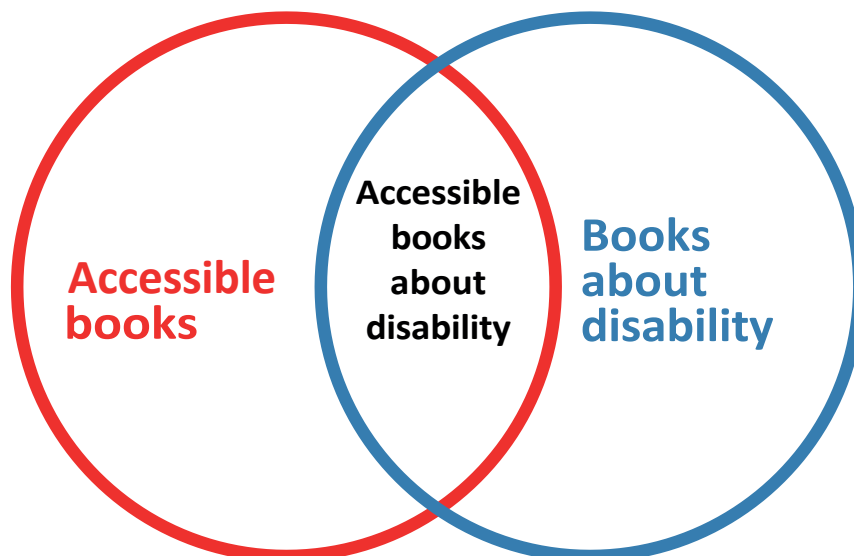 Accessible
books
Accessible
books
about
disability
Books
about
disability